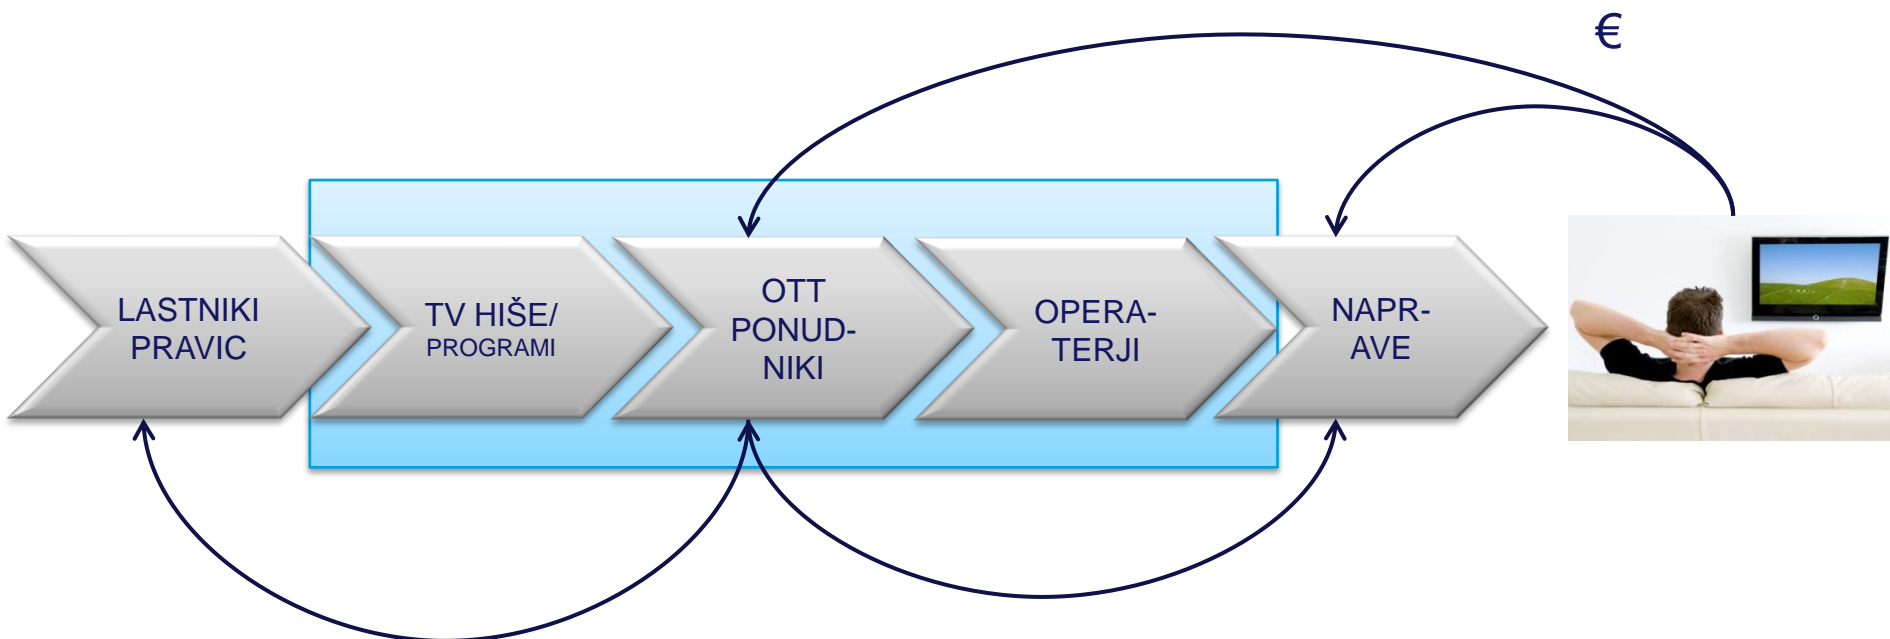 €
LASTNIKI
PRAVIC
TV HIŠE/
PROGRAMI
OTT
PONUD-
NIKI
OPERA-
TERJI
NAPR-
AVE